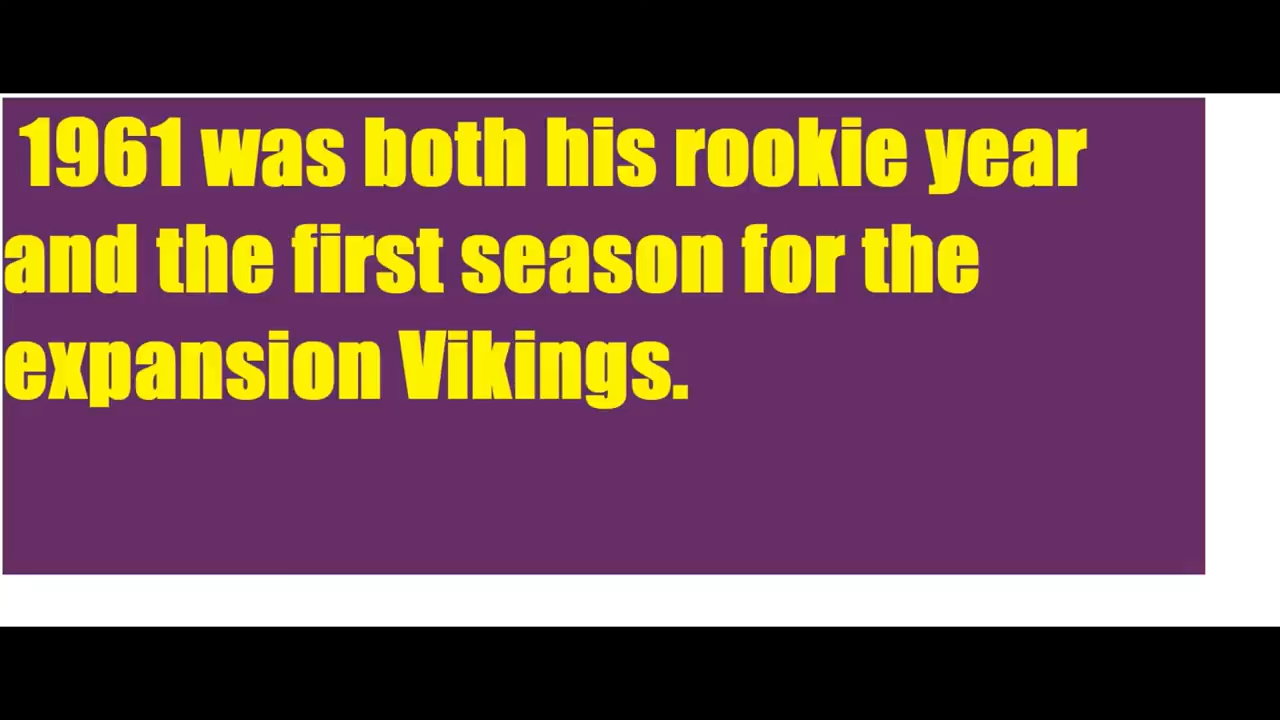 1961 was both his rookie year
and the first season for the
expansion Vikings.